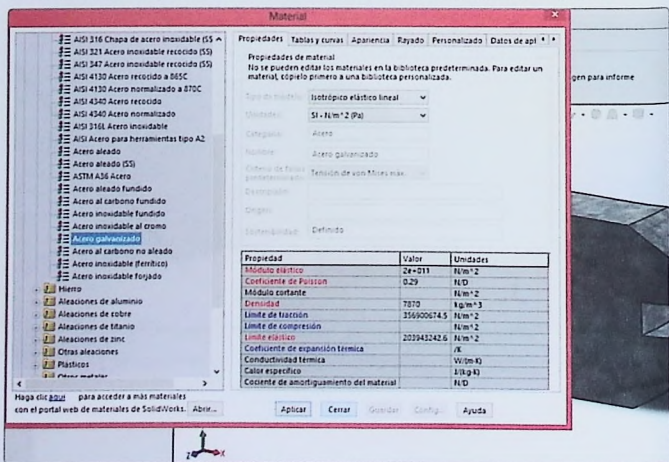 Material
AISI 316 Chapa de acero inoxidable (SS
AISI 321 Acero inoxidable recocido (SS)
AISI 347 Acero inoxidable recocido (SS)
AISI 4130 Acero recocido a 865C
AISI 4130 Acero normalizado a 870C
AISI 4340 Acero recocido
AISI 4340 Acero normalizado
AISI 316L Acero inoxidable
AISI Acero para herramientas tipo A2
Acero aleado
Acero aleado (SS)
ASTM A36 Acero
Acero aleado fundido
Acero al carbono fundido
Acero inoxidable fundido
Acero inoxidable al cromo
Acero galvanizado
Acero al carbono no aleado
Acero inoxidable (ferrítico)
Acero inoxidable forjado
Hierro
Aleaciones de aluminio
Aleaciones de cobre
Aleaciones de titanio
Aleaciones de zinc
Otras aleaciones
Plásticos
Otros metales
Haga clic aquí para acceder a más materiales
con el portal web de materiales de SolidWorks. Abrir...
Propiedades Tablas y curvas Apariencia Rayado Personalizado Datos de apl
Propiedades de material
No se pueden editar los materiales en la biblioteca predeterminada. Para editar un
material, cópielo primero a una biblioteca personalizada.
Tipo de modelo: Isotrópico elástico lineal
Unidades: SI - N/m^2 (Pa)
Categoría: Acero
Nombre: Acero galvanizado
Criterio de fallos
predeterminado: Tensión de von Mises máx.
Descripción:
Origen:
Sostenibilidad: Definido
Propiedad Valor Unidades
Módulo elástico 2e+011 N/m^2
Coeficiente de Poisson 0.29 N/D
Módulo cortante N/m^2
Densidad 7870 kg/m^3
Límite de tracción 356900674.5 N/m^2
Límite de compresión N/m^2
Límite elástico 203943242.6 N/m^2
Coeficiente de expansión térmica /K
Conductividad térmica W/(m·K)
Calor específico J/(kg·K)
Cociente de amortiguamiento del material N/D
Aplicar Cerrar Guardar Config... Ayuda
gen para informe